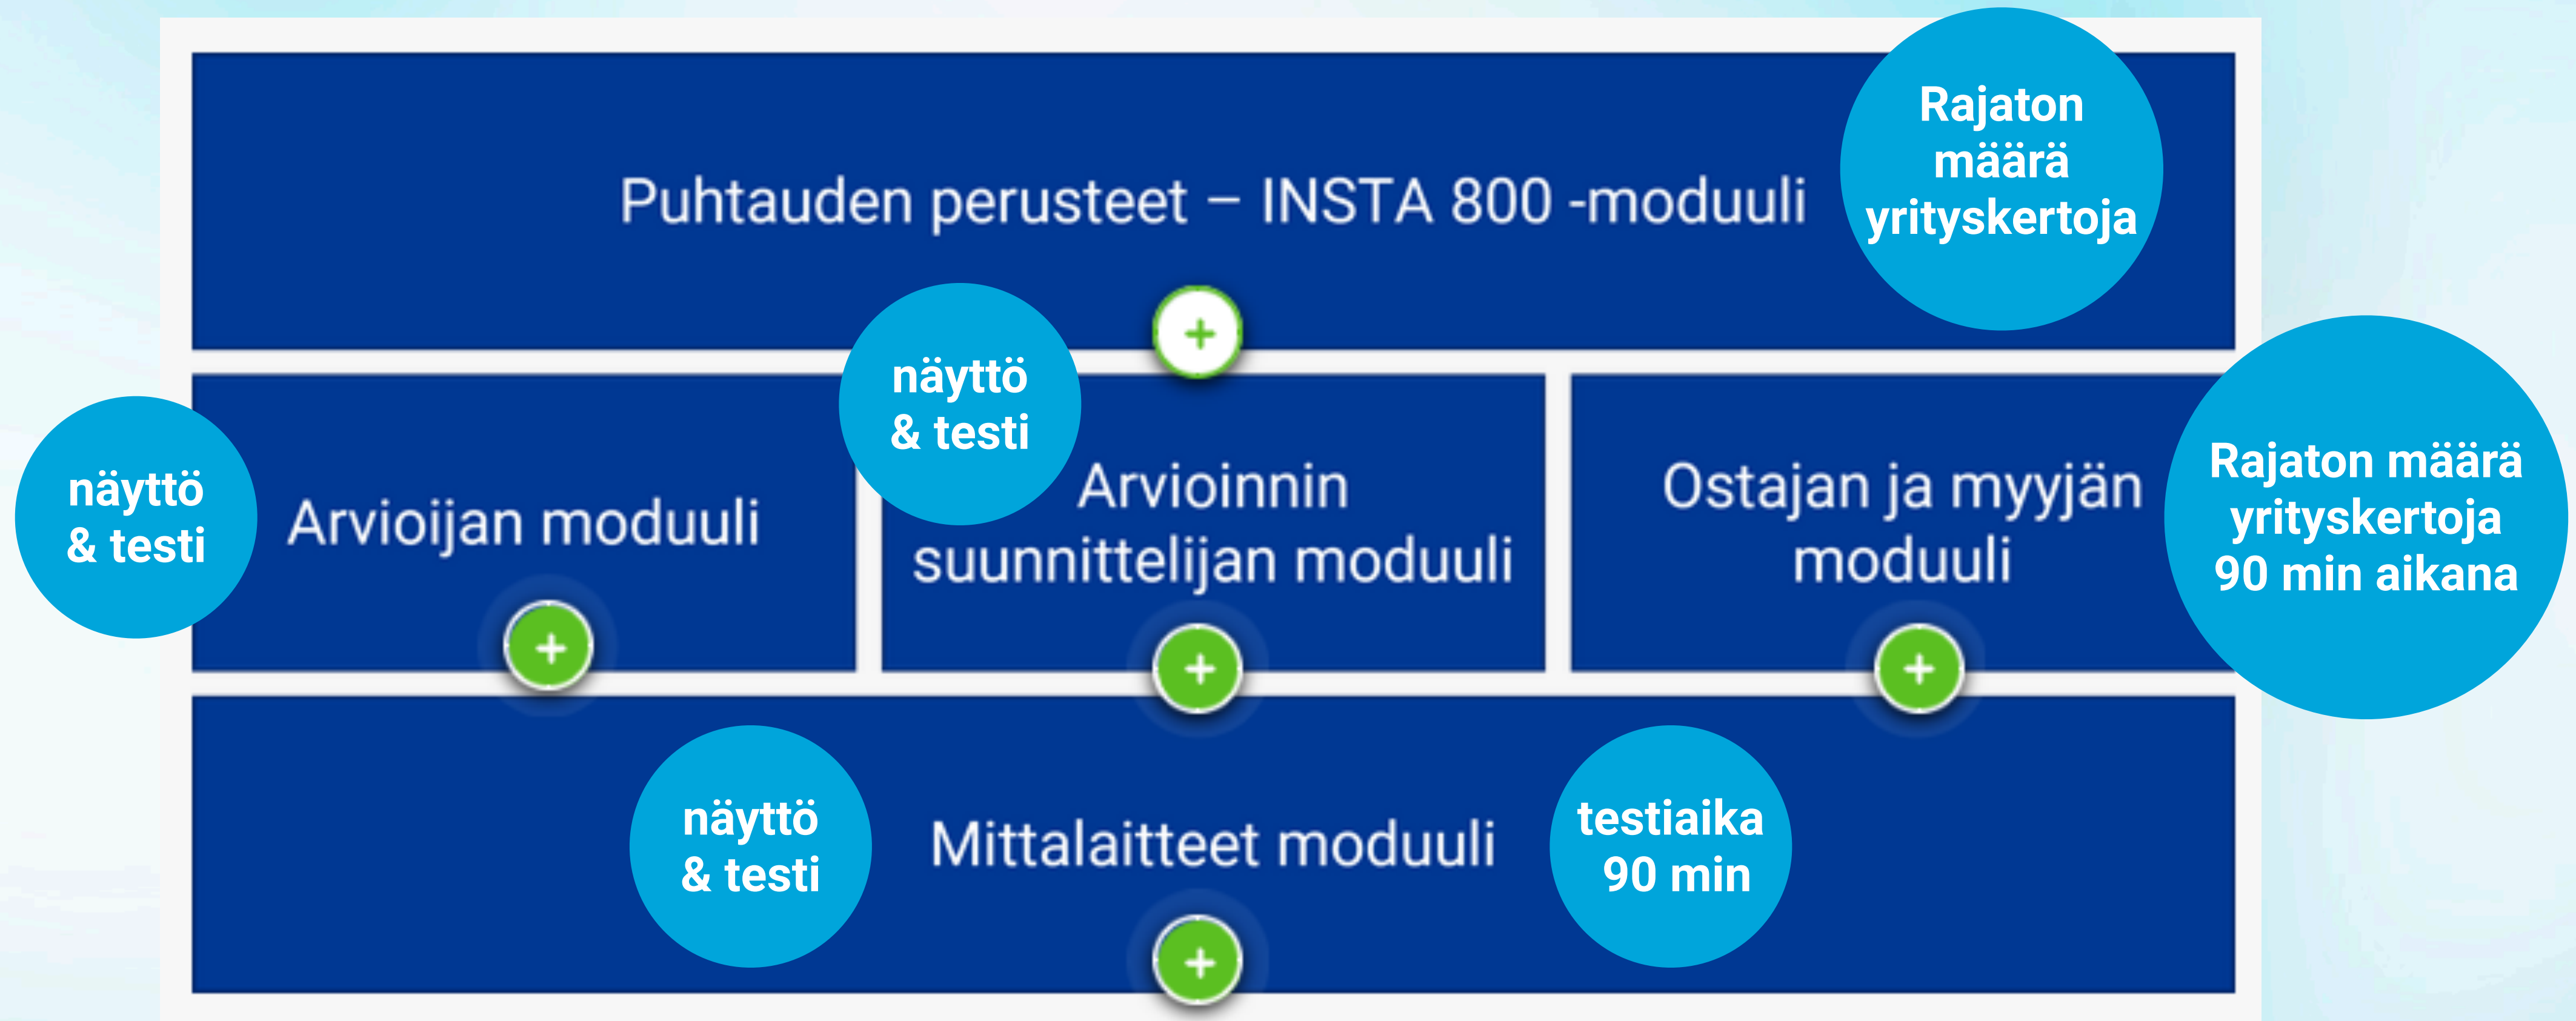 Puhtauden perusteet – INSTA 800 -moduuli
Rajaton
määrä
yrityskertoja
näyttö
& testi
Arvioijan moduuli
näyttö
& testi
Arvioinnin
suunnittelijan moduuli
Ostajan ja myyjän
moduuli
Rajaton määrä
yrityskertoja
90 min aikana
näyttö
& testi
Mittalaitteet moduuli
testiaika
90 min